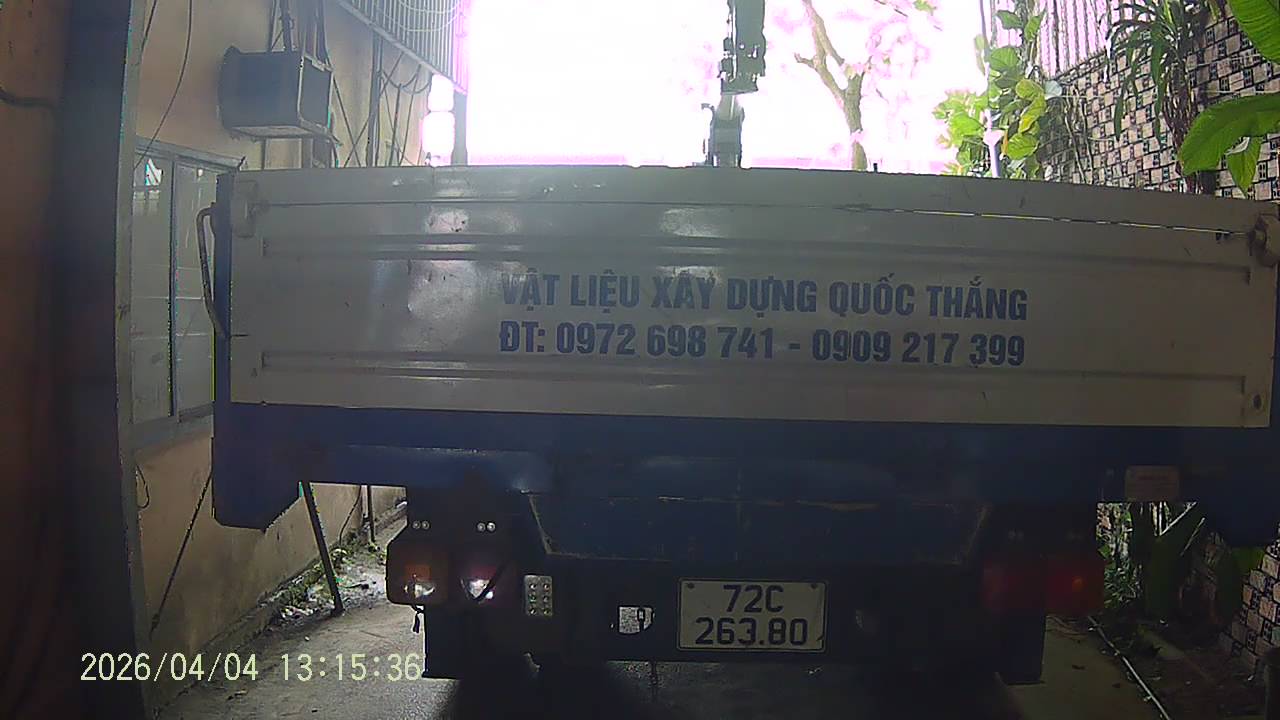 VẬT LIỆU XÂY DỰNG QUỐC THẮNG
ĐT: 0972 698 741 - 0909 217 399
72C
263.80
2026/04/04 13:15:36